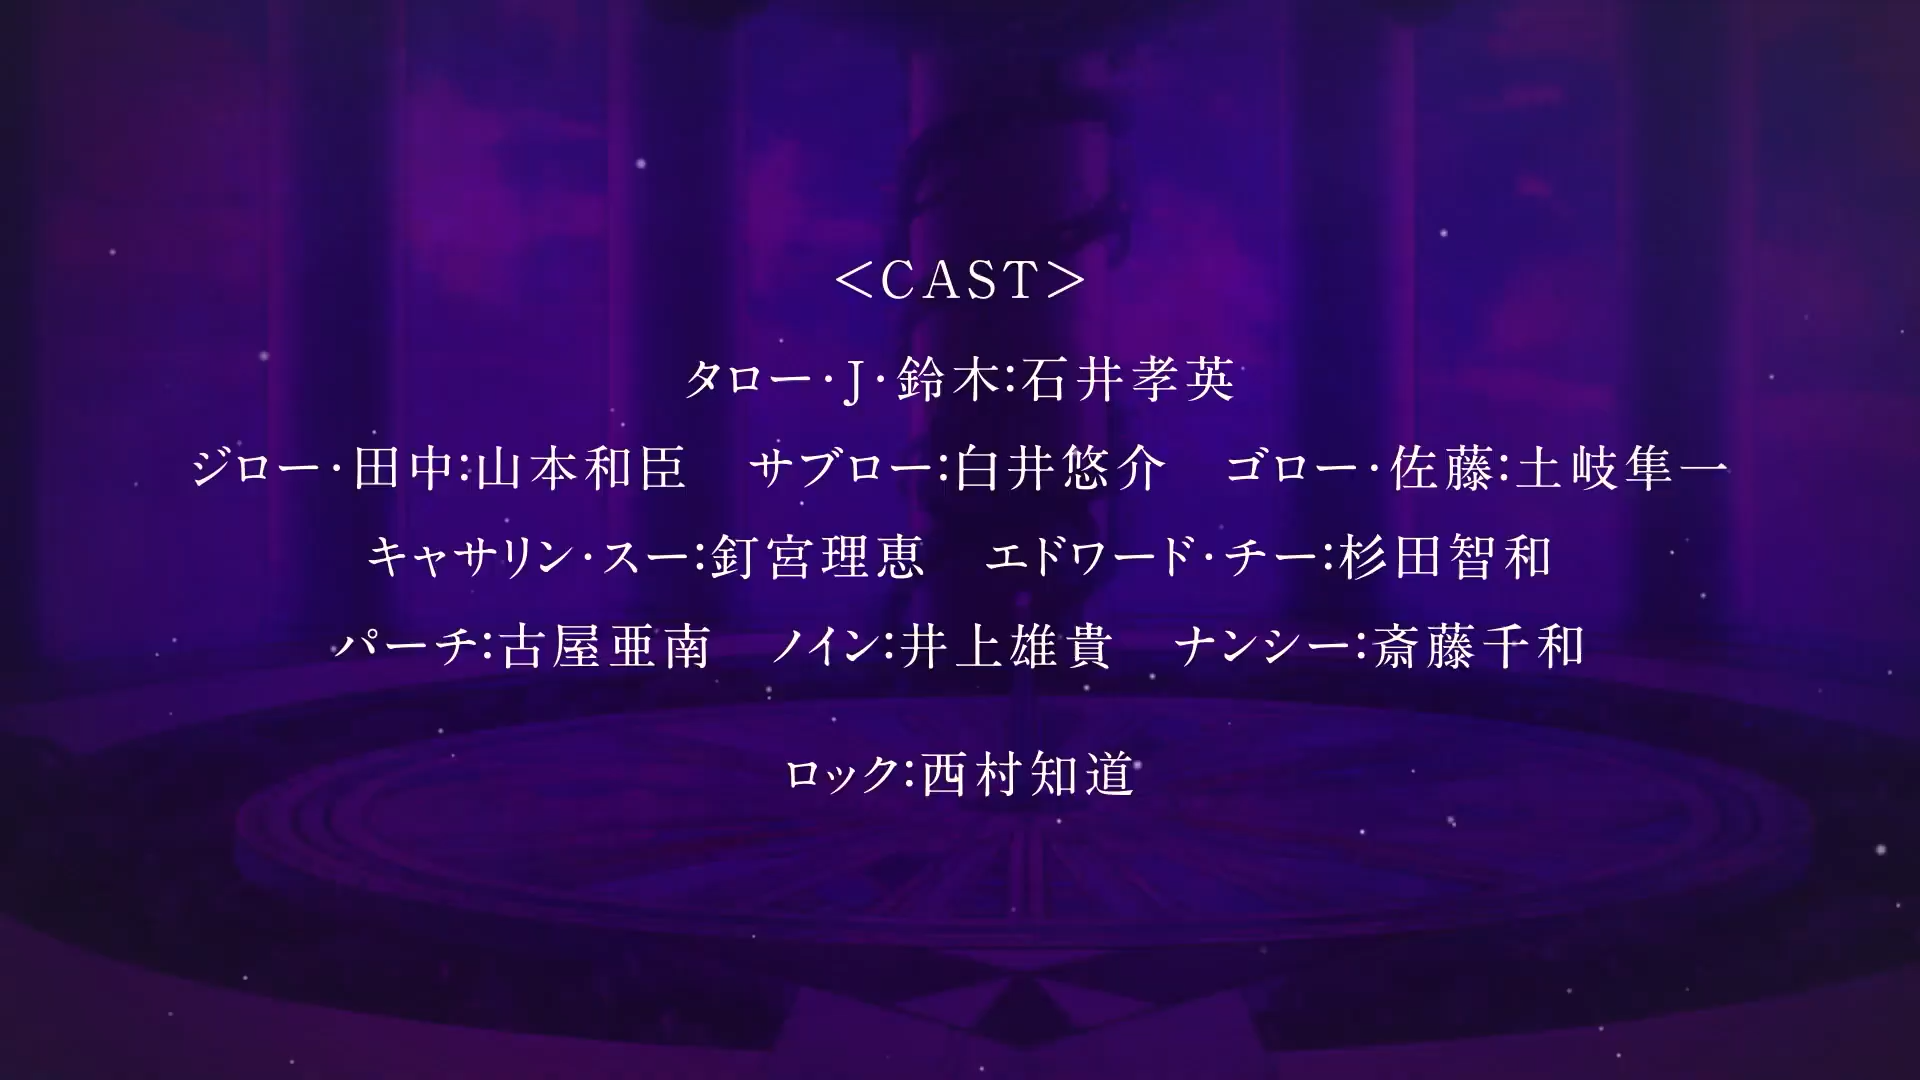 ＜CAST＞
タロー・J・鈴木：石井孝英
ジロー・田中：山本和臣　サブロー：白井悠介　ゴロー・佐藤：土岐隼一
キャサリン・スー：釘宮理恵　エドワード・チー：杉田智和
パーチ：古屋亜南　ノイン：井上雄貴　ナンシー：斎藤千和
ロック：西村知道